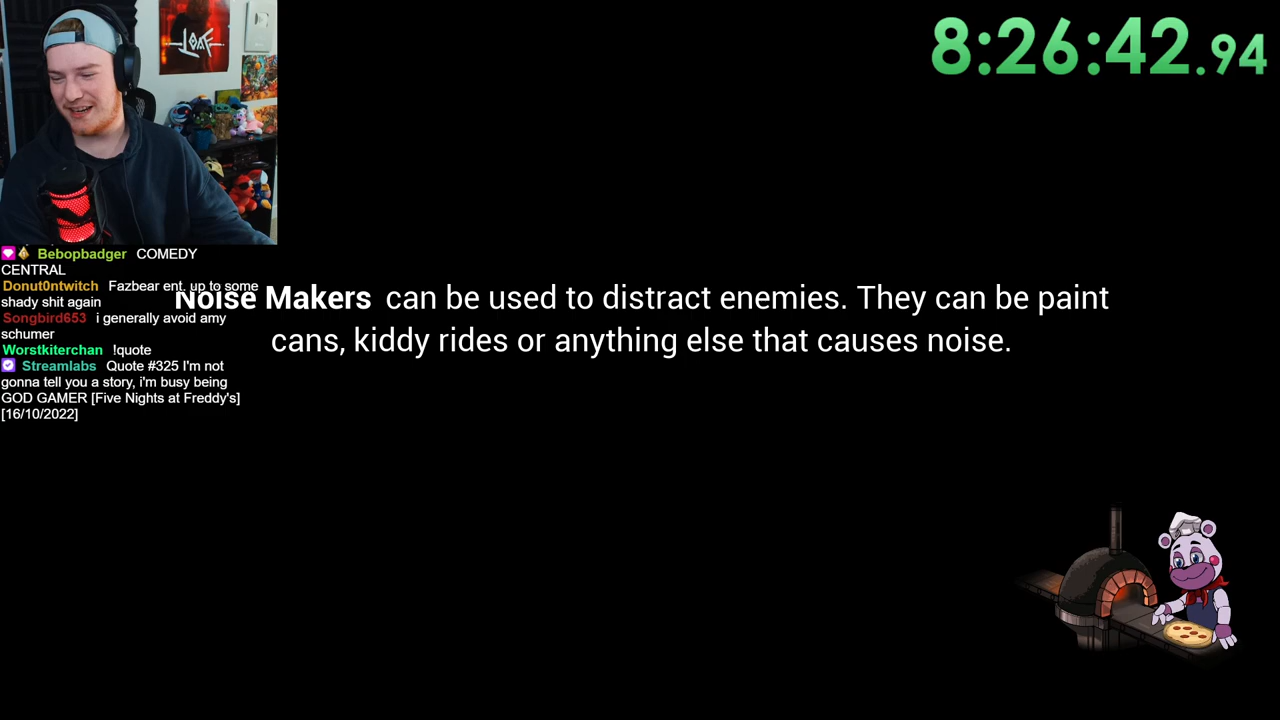 LOAF
8:26:42.94
Bebopbadger COMEDY
CENTRAL
Donut0ntwitch Fazbear ent. up to some
shady shit again
Songbird653 i generally avoid amy
schumer
Worstkiterchan !quote
Streamlabs Quote #325 I'm not
gonna tell you a story, i'm busy being
GOD GAMER [Five Nights at Freddy's]
[16/10/2022]
Noise Makers can be used to distract enemies. They can be paint
cans, kiddy rides or anything else that causes noise.